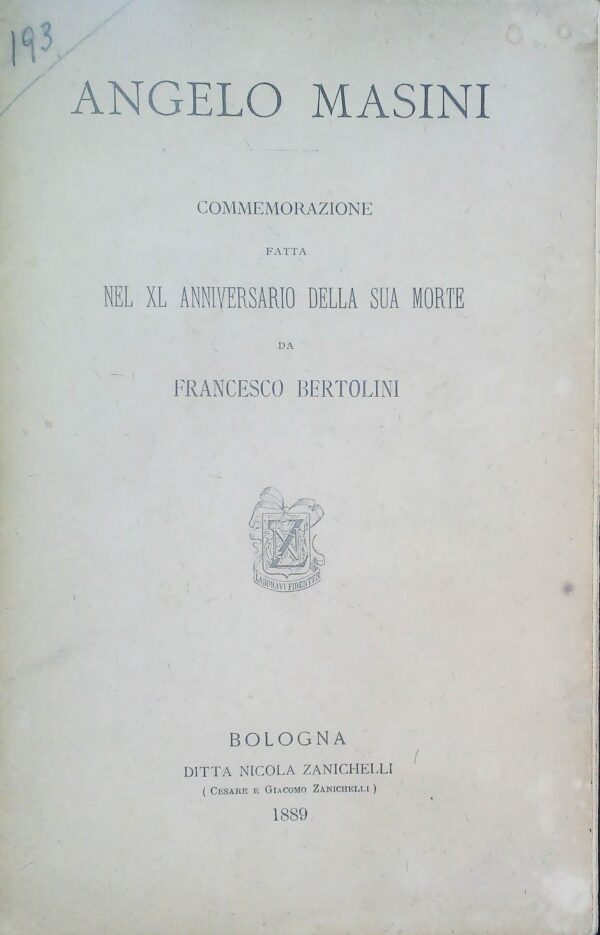 193
ANGELO MASINI
COMMEMORAZIONE
FATTA
NEL XL ANNIVERSARIO DELLA SUA MORTE
DA
FRANCESCO BERTOLINI
LABORAVI FIDENTER
BOLOGNA
DITTA NICOLA ZANICHELLI
( CESARE E GIACOMO ZANICHELLI )
1889